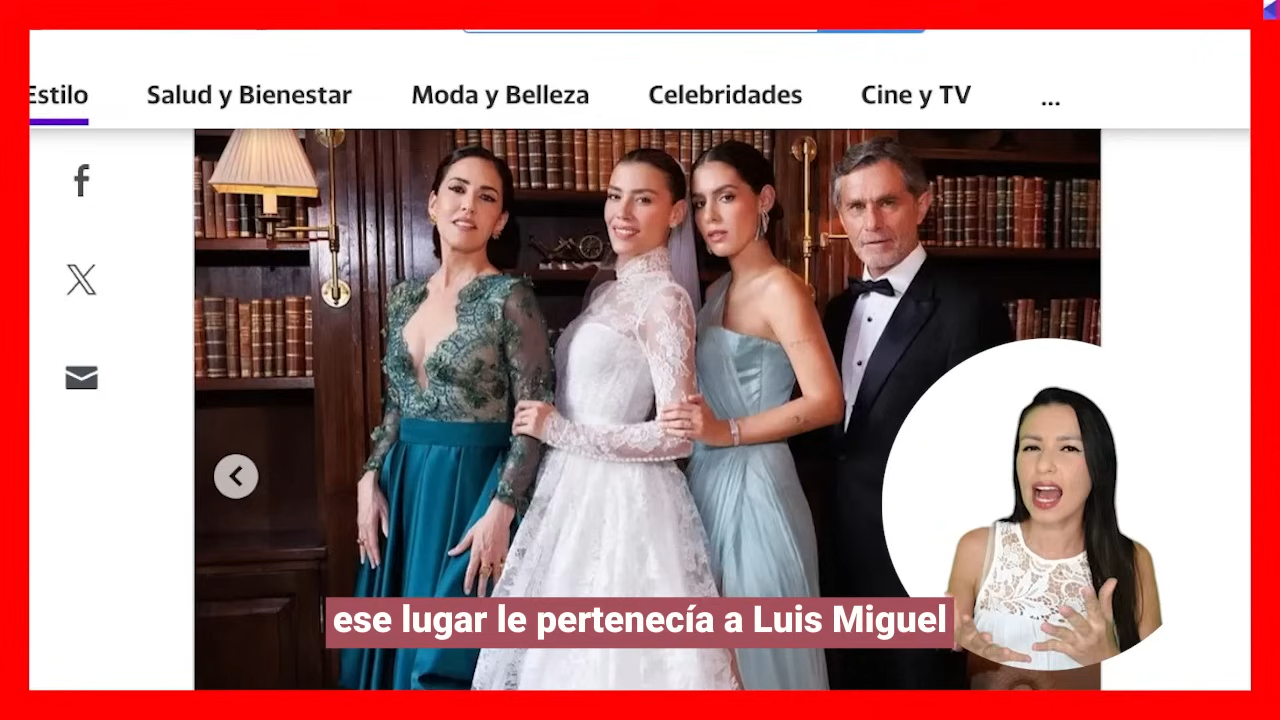 Estilo Salud y Bienestar Moda y Belleza Celebridades Cine y TV ...
ese lugar le pertenecía a Luis Miguel